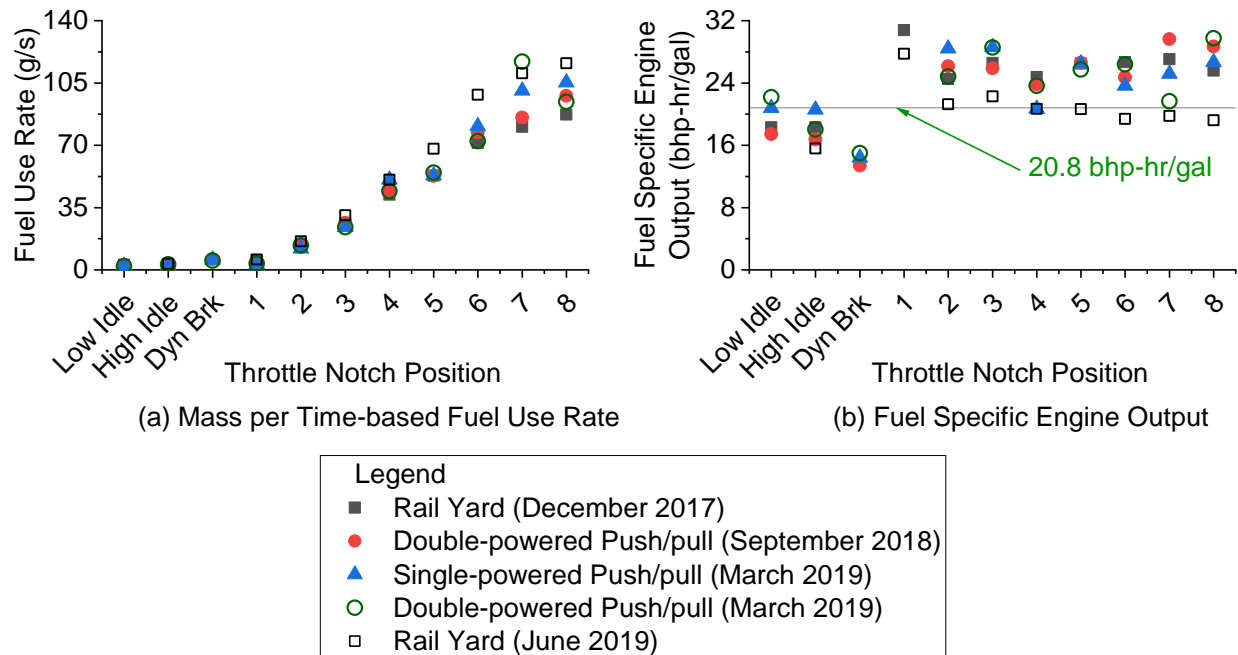 140
105
70
35
0
Fuel Use Rate (g/s)
Low Idle
High Idle
Dyn Brk
1
2
3
4
5
6
7
8
Throttle Notch Position
(a) Mass per Time-based Fuel Use Rate
32
24
16
8
0
Fuel Specific Engine
Output (bhp-hr/gal)
20.8 bhp-hr/gal
Low Idle
High Idle
Dyn Brk
1
2
3
4
5
6
7
8
Throttle Notch Position
(b) Fuel Specific Engine Output
Legend
Rail Yard (December 2017)
Double-powered Push/pull (September 2018)
Single-powered Push/pull (March 2019)
Double-powered Push/pull (March 2019)
Rail Yard (June 2019)